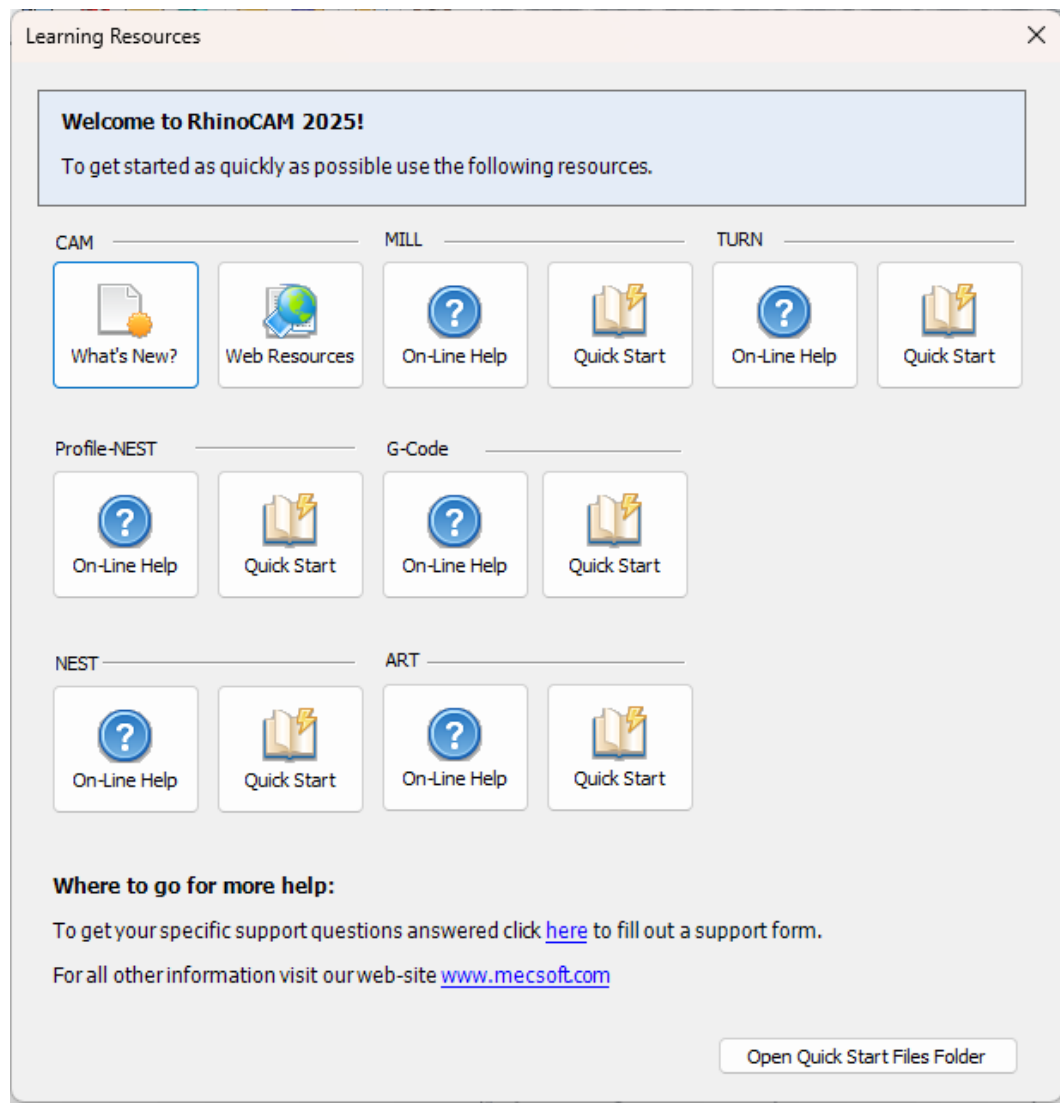 Learning Resources
Welcome to RhinoCAM 2025!
To get started as quickly as possible use the following resources.
CAM
MILL
TURN
What's New?
Web Resources
On-Line Help
Quick Start
On-Line Help
Quick Start
Profile-NEST
G-Code
On-Line Help
Quick Start
On-Line Help
Quick Start
NEST
ART
On-Line Help
Quick Start
On-Line Help
Quick Start
Where to go for more help:
To get your specific support questions answered click here to fill out a support form.
For all other information visit our web-site www.mecsoft.com
Open Quick Start Files Folder